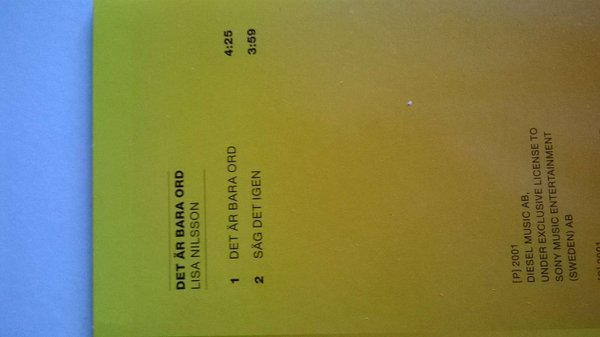 DET ÄR BARA ORD
LISA NILSSON
1 DET ÄR BARA ORD 4:25
2 SÄG DET IGEN 3:59
[P] 2001
DIESEL MUSIC AB,
UNDER EXCLUSIVE LICENSE TO
SONY MUSIC ENTERTAINMENT
(SWEDEN) AB